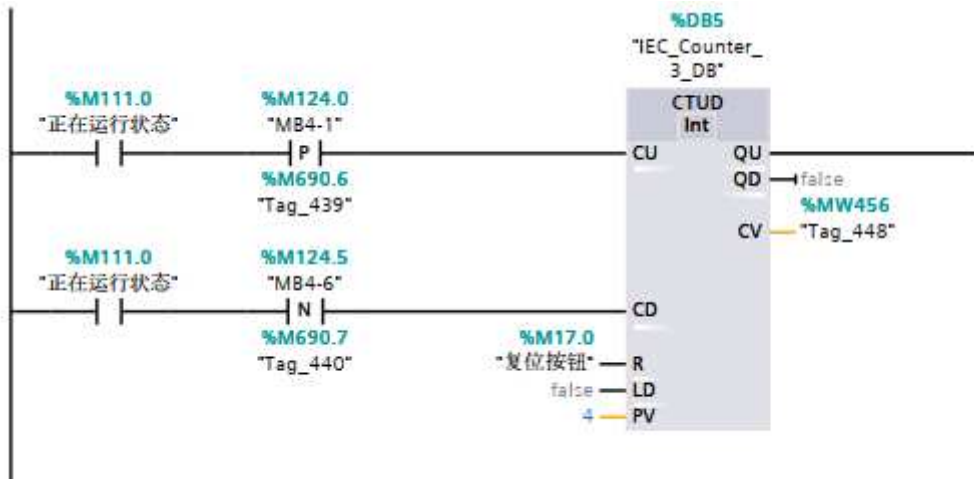 %DB5
"IEC_Counter_
3_DB"
%M111.0
"正在运行状态"
%M124.0
"MB4-1"
CTUD
Int
P
CU
QU
%M690.6
"Tag_439"
QD
false
%MW456
CV
"Tag_448"
%M111.0
"正在运行状态"
%M124.5
"MB4-6"
N
CD
%M690.7
"Tag_440"
%M17.0
"复位按钮"
R
false
LD
4
PV